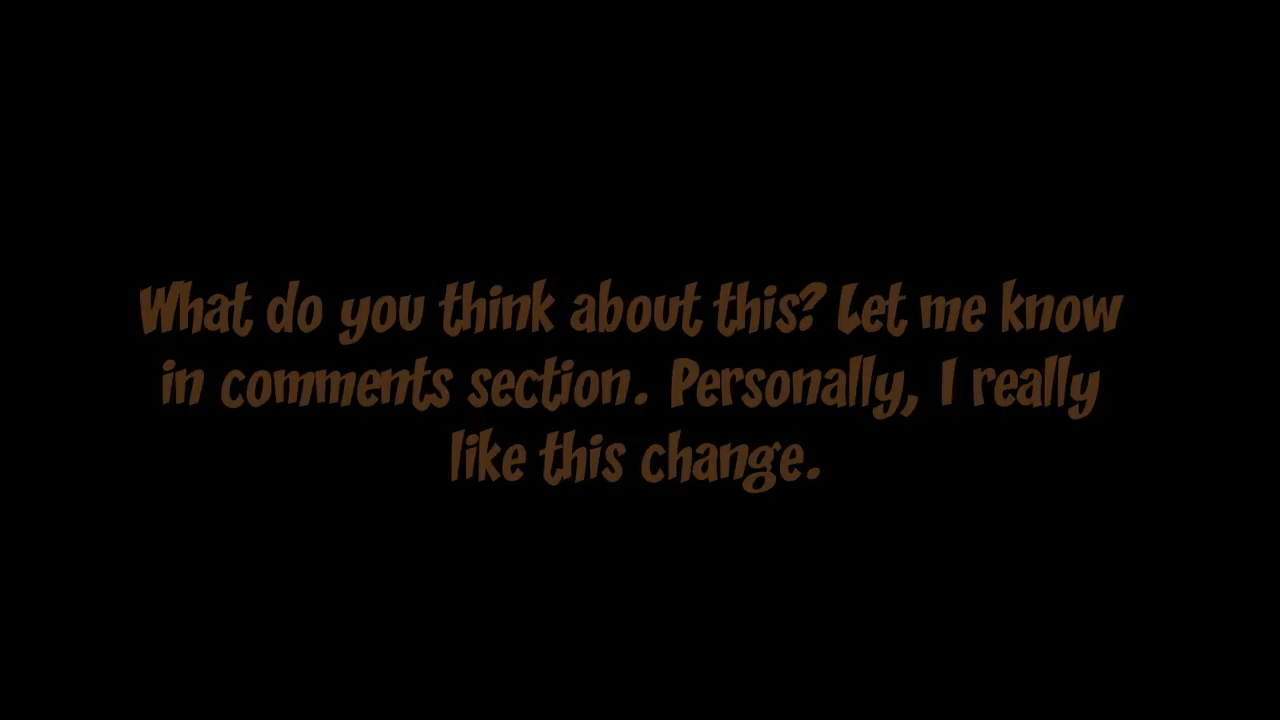 What do you think about this? Let me know
in comments section. Personally, I really
like this change.